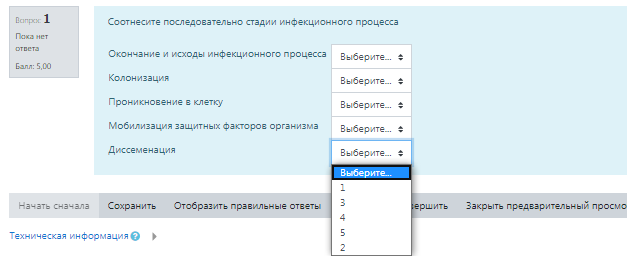 Вопрос 1
Пока нет
ответа
Балл: 5,00
Соотнесите последовательно стадии инфекционного процесса
Окончание и исходы инфекционного процесса Выберите...
Колонизация Выберите...
Проникновение в клетку Выберите...
Мобилизация защитных факторов организма Выберите...
Диссеменация Выберите...
Выберите...
1
3
4
5
2
Начать сначала Сохранить Отобразить правильные ответы вершить Закрыть предварительный просмо
Техническая информация ?